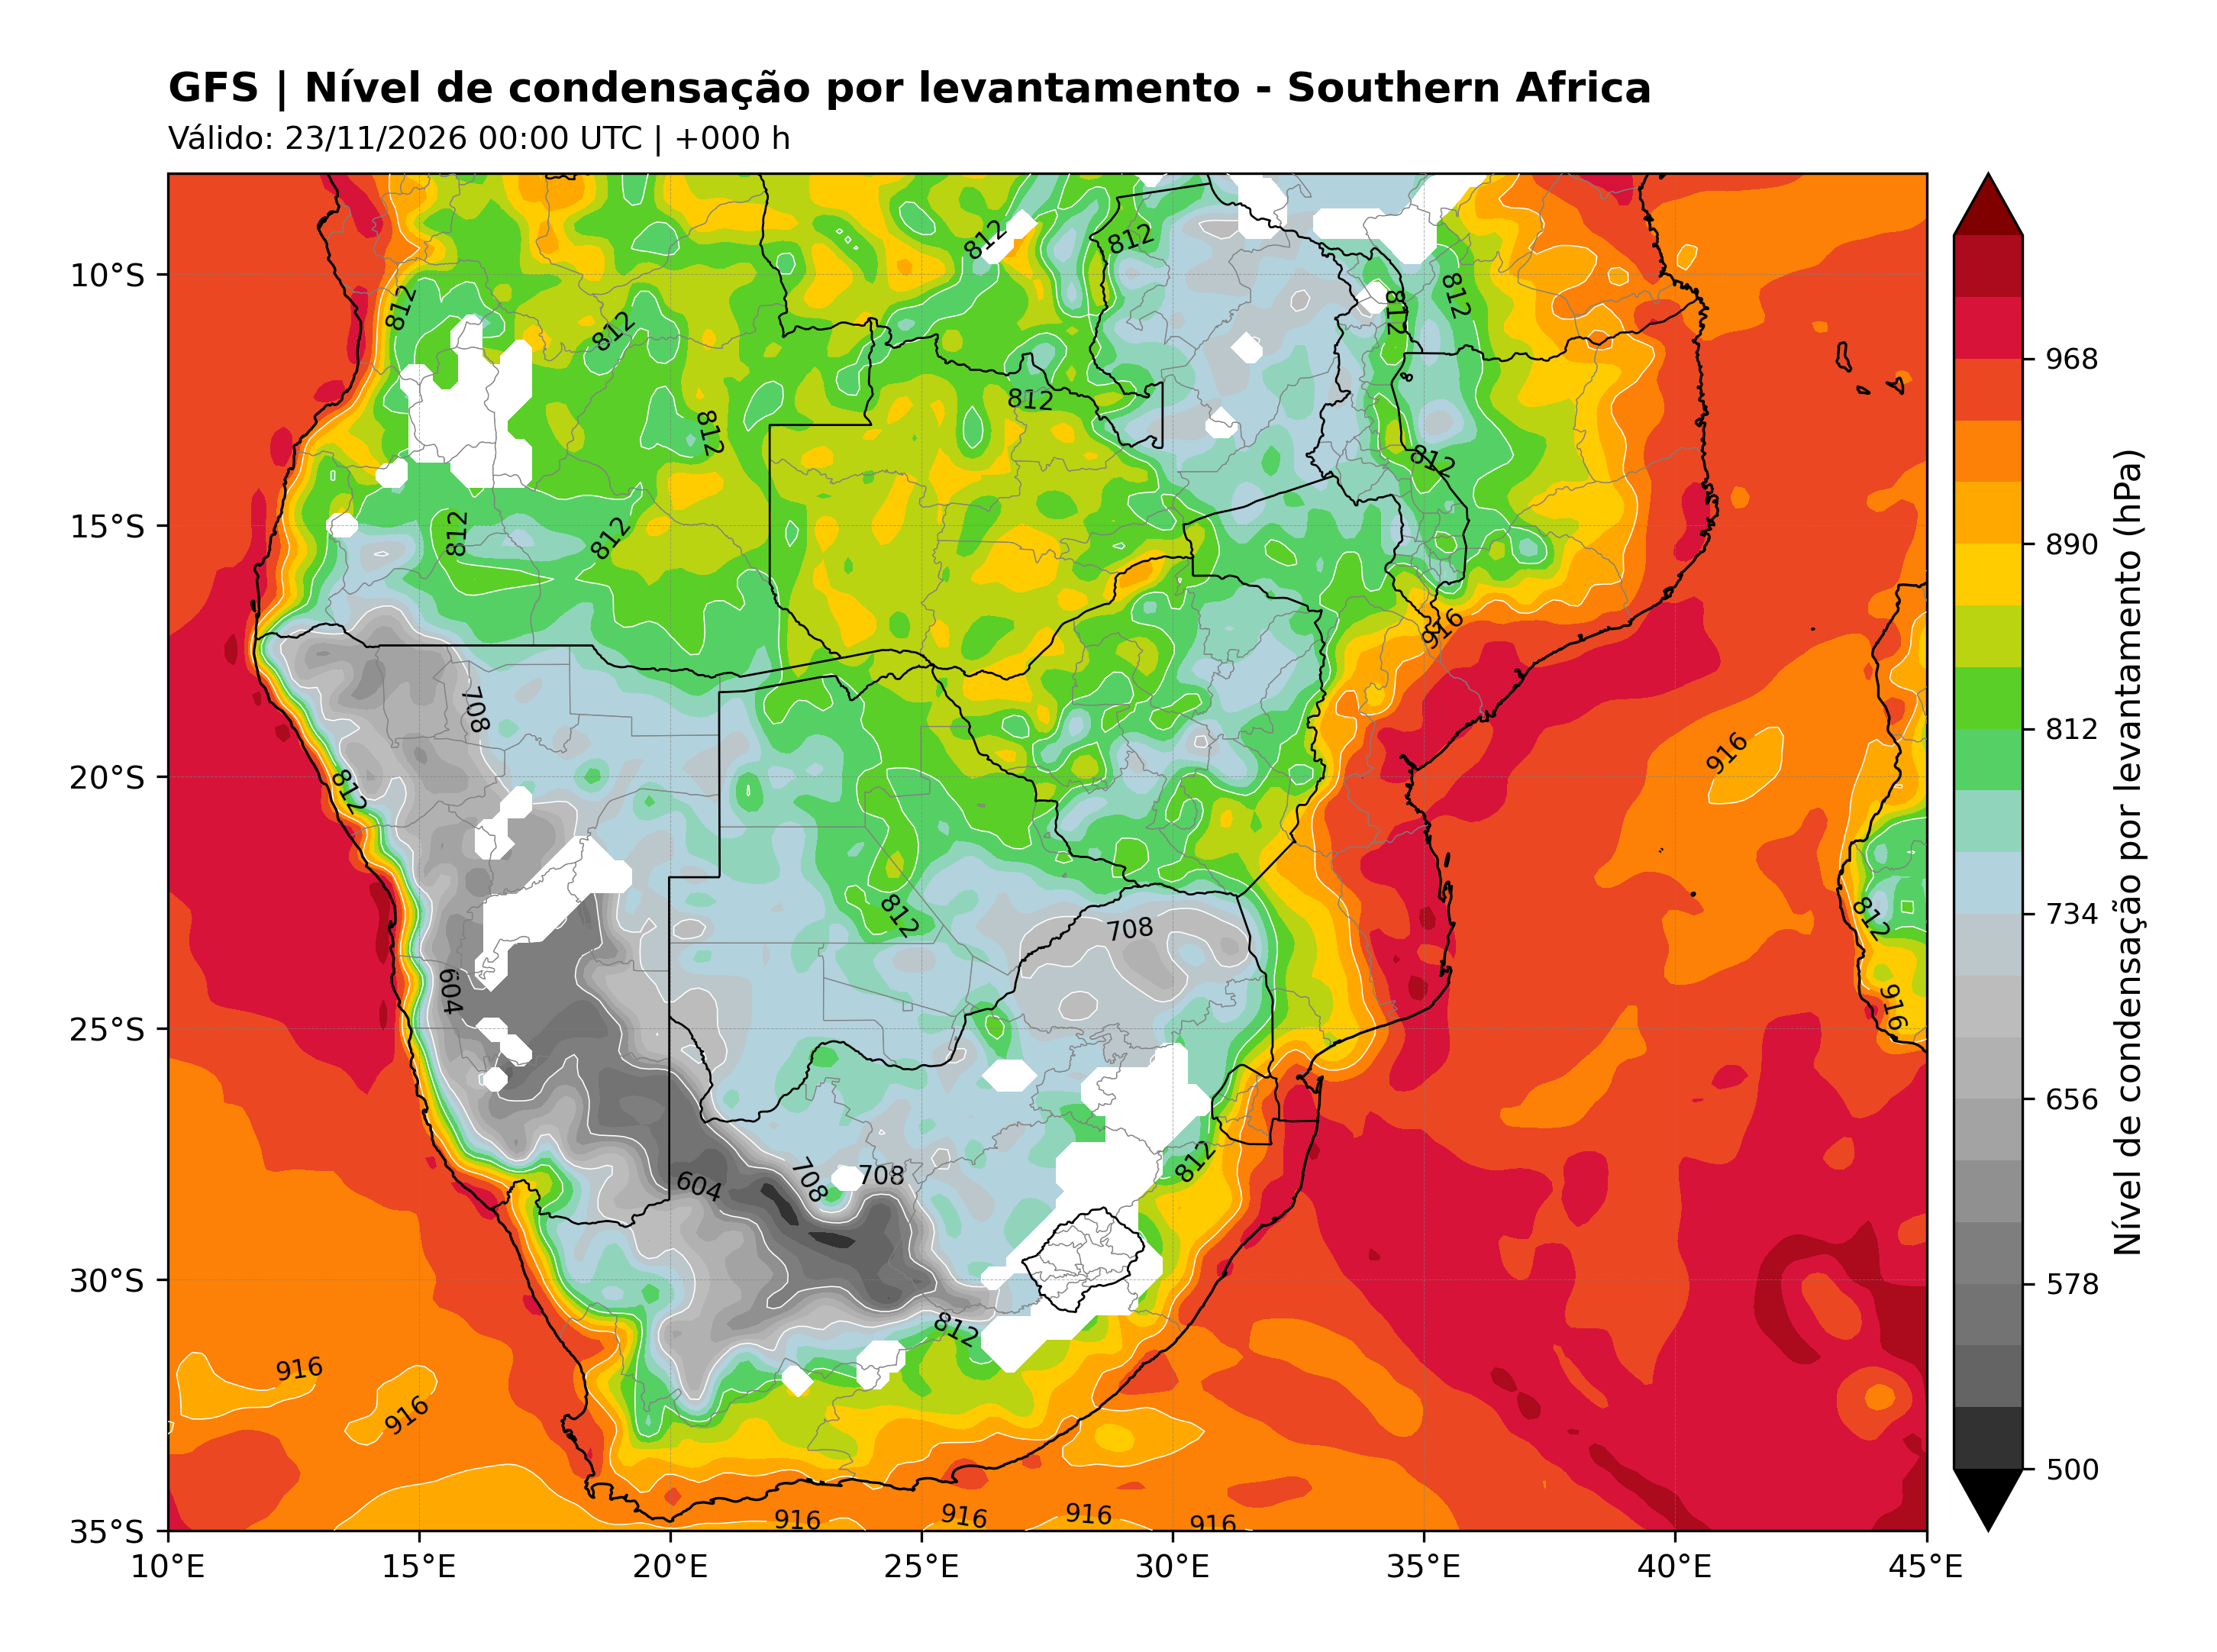 GFS | Nível de condensação por levantamento - Southern Africa
Válido: 23/11/2026 00:00 UTC | +000 h
10°S
15°S
20°S
25°S
30°S
35°S
10°E
15°E
20°E
25°E
30°E
35°E
40°E
45°E
812
812
812
812
812
812
812
812
812
812
812
916
708
916
812
812
708
812
604
916
812
708
708
604
812
916
916
916
916
916
916
968
890
812
734
656
578
500
Nível de condensação por levantamento (hPa)